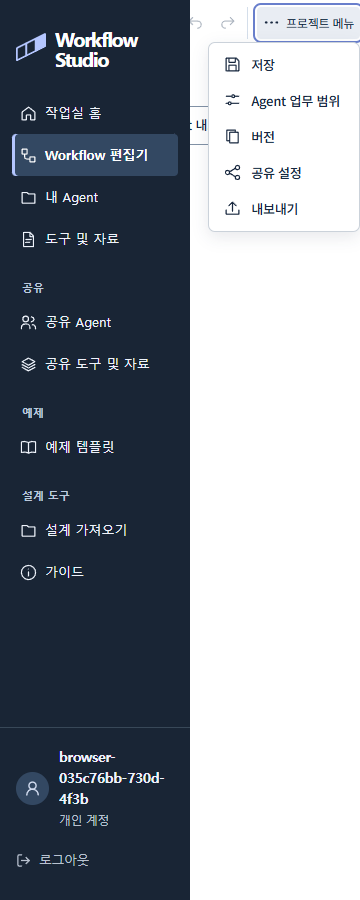 Workflow
Studio
작업실 홈
Workflow 편집기
내 Agent
도구 및 자료
공유
공유 Agent
공유 도구 및 자료
예제
예제 템플릿
설계 도구
설계 가져오기
가이드
browser-
035c76bb-730d-
4f3b
개인 계정
로그아웃
프로젝트 메뉴
내
저장
Agent 업무 범위
버전
공유 설정
내보내기